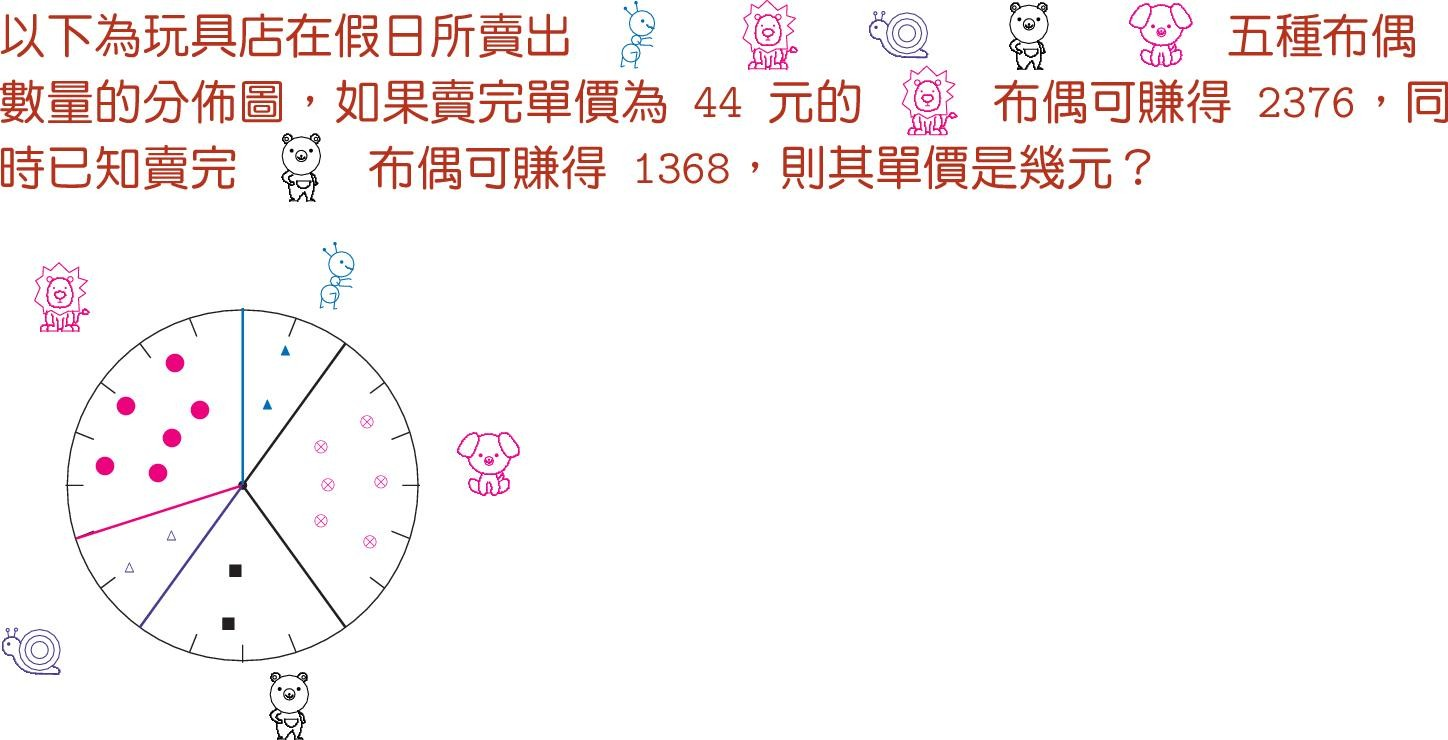 以下為玩具店在假日所賣出 五種布偶
數量的分佈圖，如果賣完單價為 44 元的 布偶可賺得 2376，同
時已知賣完 布偶可賺得 1368，則其單價是幾元？